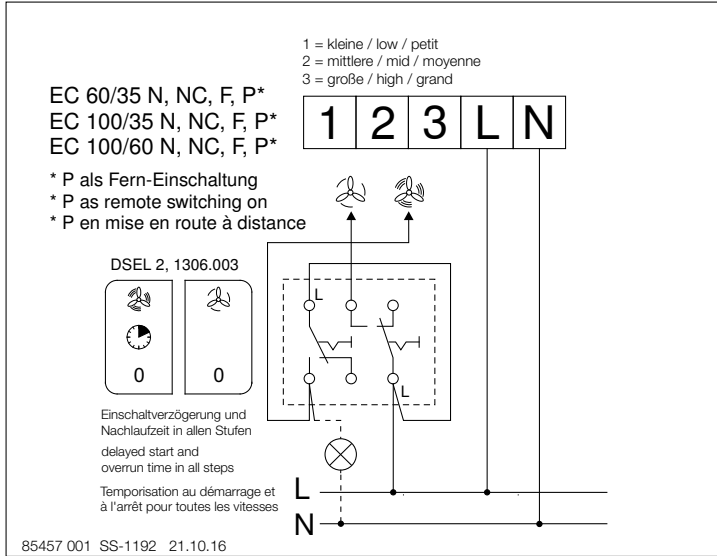 1 = kleine / low / petit
2 = mittlere / mid / moyenne
3 = große / high / grand
EC 60/35 N, NC, F, P*
EC 100/35 N, NC, F, P*
EC 100/60 N, NC, F, P*
1 2 3 L N
* P als Fern-Einschaltung
* P as remote switching on
* P en mise en route à distance
DSEL 2, 1306.003
L
0 0
L
Einschaltverzögerung und
Nachlaufzeit in allen Stufen
delayed start and
overrun time in all steps
Temporisation au démarrage et
à l'arrêt pour toutes les vitesses
L
N
85457 001 SS-1192 21.10.16